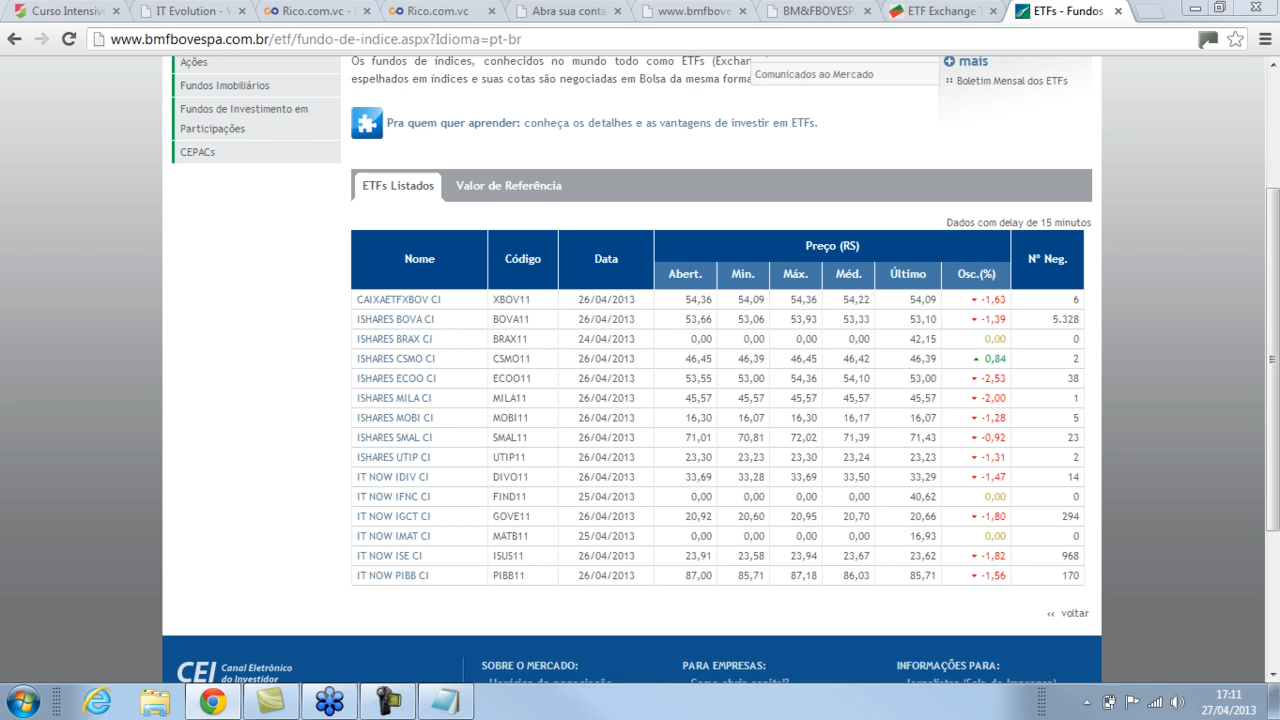 Curso Intensivo
IT Evolution - V
Rico.com.vc -
Rico.com.vc
Abra sua conta
www.bmfbove
BM&FBOVESP
ETF Exchange T
ETFs - Fundos
www.bmfbovespa.com.br/etf/fundo-de-indice.aspx?Idioma=pt-br
Ações
Fundos Imobiliários
Fundos de Investimento em
Participações
CEPACs
Os fundos de índices, conhecidos no mundo todo como ETFs (Exchan
espelhados em índices e suas cotas são negociadas em Bolsa da mesma forma
Comunicados ao Mercado
mais
Boletim Mensal dos ETFs
Pra quem quer aprender: conheça os detalhes e as vantagens de investir em ETFs.
ETFs Listados Valor de Referência
Dados com delay de 15 minutos
Nome Código Data Preço (R$) Nº Neg.
Abert. Min. Máx. Méd. Último Osc.(%)
CAIXAETFXBOV CI XBOV11 26/04/2013 54,36 54,09 54,36 54,22 54,09 -1,63 6
ISHARES BOVA CI BOVA11 26/04/2013 53,66 53,06 53,93 53,33 53,10 -1,39 5.328
ISHARES BRAX CI BRAX11 24/04/2013 0,00 0,00 0,00 0,00 42,15 0,00 0
ISHARES CSMO CI CSMO11 26/04/2013 46,45 46,39 46,45 46,42 46,39 0,84 2
ISHARES ECOO CI ECOO11 26/04/2013 53,55 53,00 54,36 54,10 53,00 -2,53 38
ISHARES MILA CI MILA11 26/04/2013 45,57 45,57 45,57 45,57 45,57 -2,00 1
ISHARES MOBI CI MOBI11 26/04/2013 16,30 16,07 16,30 16,17 16,07 -1,28 5
ISHARES SMAL CI SMAL11 26/04/2013 71,01 70,81 72,02 71,39 71,43 -0,92 23
ISHARES UTIP CI UTIP11 26/04/2013 23,30 23,23 23,30 23,24 23,23 -1,31 2
IT NOW IDIV CI DIVO11 26/04/2013 33,69 33,28 33,69 33,50 33,29 -1,47 14
IT NOW IFNC CI FIND11 25/04/2013 0,00 0,00 0,00 0,00 40,62 0,00 0
IT NOW IGCT CI GOVE11 26/04/2013 20,92 20,60 20,95 20,70 20,66 -1,80 294
IT NOW IMAT CI MATB11 25/04/2013 0,00 0,00 0,00 0,00 16,93 0,00 0
IT NOW ISE CI ISUS11 26/04/2013 23,91 23,58 23,94 23,67 23,62 -1,82 968
IT NOW PIBB CI PIBB11 26/04/2013 87,00 85,71 87,18 86,03 85,71 -1,56 170
‹‹ voltar
CEI Canal Eletrônico
do Investidor
SOBRE O MERCADO:
PARA EMPRESAS:
INFORMAÇÕES PARA:
Horários de negociação
Como abrir capital?
Jornalistas (Sala de Imprensa)
17:11
27/04/2013